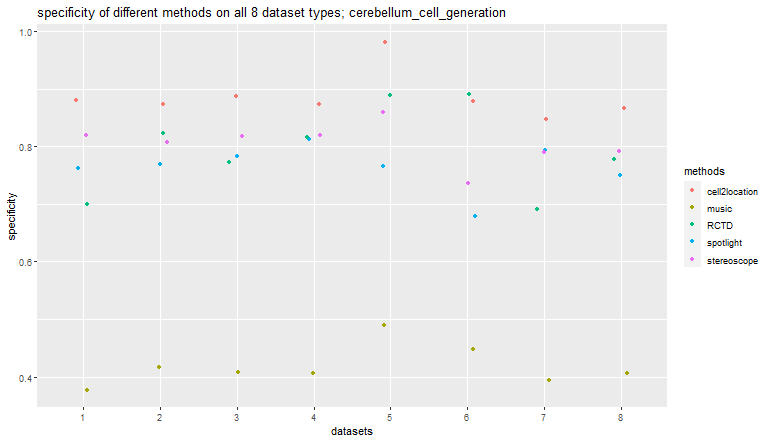 specificity of different methods on all 8 dataset types; cerebellum_cell_generation
1.0
0.8
0.6
0.4
specificity
1 2 3 4 5 6 7 8
datasets
methods
cell2location
music
RCTD
spotlight
stereoscope